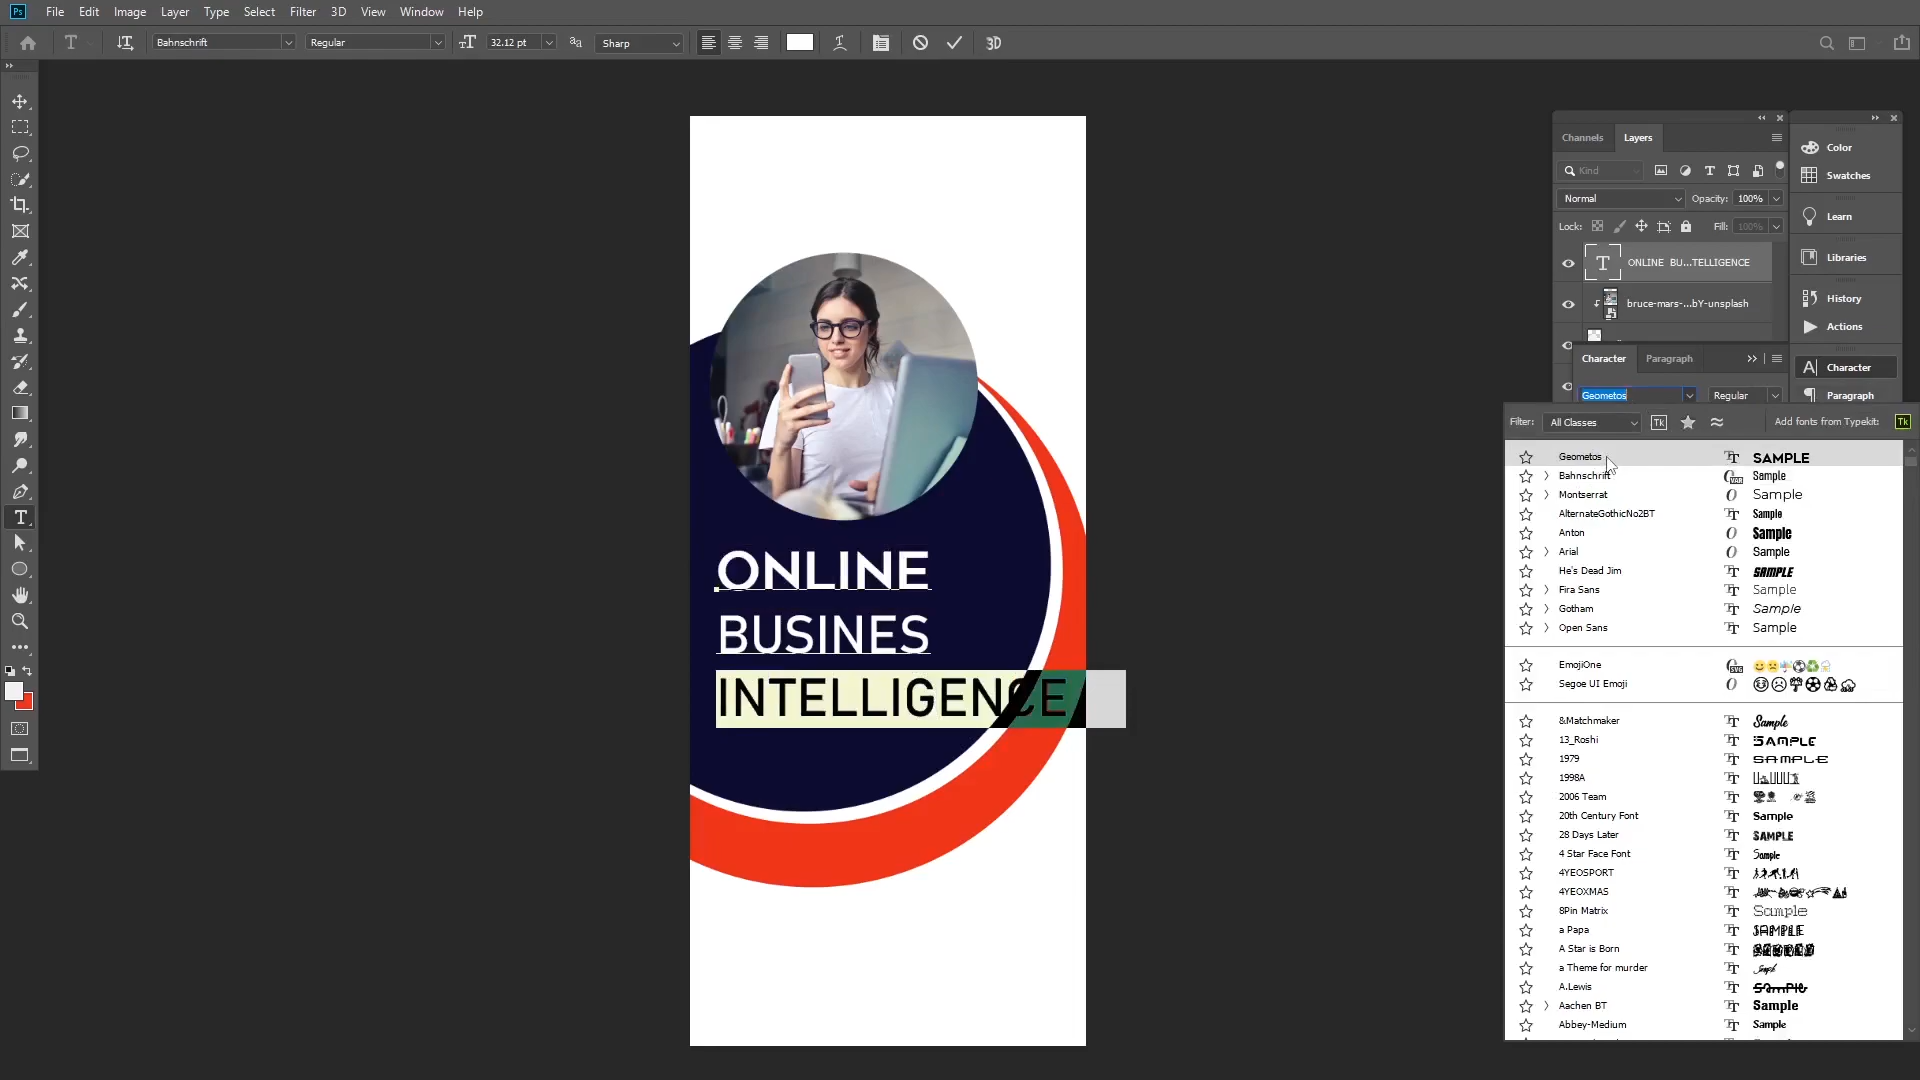 Ps File Edit Image Layer Type Select Filter 3D View Window Help
Bahnschrift Regular 32.12 pt Sharp 3D
Channels Layers
Kind
Normal Opacity: 100%
Lock: Fill: 100%
ONLINE BU...TELLIGENCE
bruce-mars-...bY-unsplash
Character Paragraph
Geometos Regular
Color
Swatches
Learn
Libraries
History
Actions
Character
Paragraph
Filter: All Classes Tk Add fonts from Typekit: Tk
Geometos SAMPLE
Bahnschrift Sample
Montserrat Sample
AlternateGothicNo2BT Sample
Anton Sample
Arial Sample
He's Dead Jim SAMPLE
Fira Sans Sample
Gotham Sample
Open Sans Sample
EmojiOne
Segoe UI Emoji
&Matchmaker Sample
13_Roshi SAMPLE
1979 SAMPLE
1998A
2006 Team
20th Century Font Sample
28 Days Later SAMPLE
4 Star Face Font Sample
4YEOSPORT
4YEOXMAS
8Pin Matrix Sample
a Papa SAMPLE
A Star is Born
a Theme for murder Sample
A.Lewis Sample
Aachen BT Sample
Abbey-Medium Sample
ONLINE
BUSINES
INTELLIGENCE